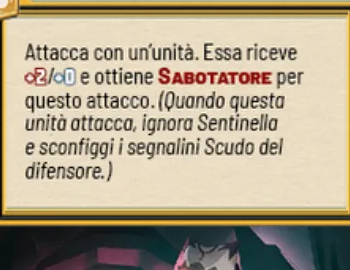 Attacca con un'unità. Essa riceve
+2/+0 e ottiene SABOTATORE per
questo attacco. (Quando questa
unità attacca, ignora Sentinella
e sconfiggi i segnalini Scudo del
difensore.)